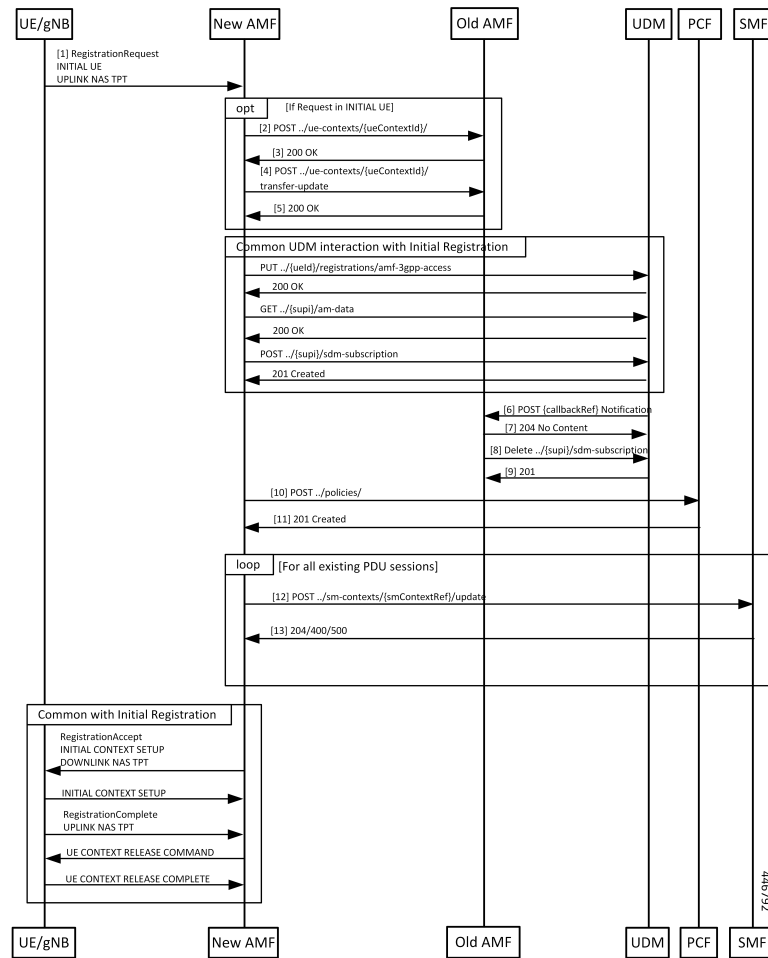 UE/gNB
New AMF
Old AMF
UDM
PCF
SMF
[1] RegistrationRequest
INITIAL UE
UPLINK NAS TPT
opt
[If Request in INITIAL UE]
[2] POST ../ue-contexts/{ueContextId}/
[3] 200 OK
[4] POST ../ue-contexts/{ueContextId}/
transfer-update
[5] 200 OK
Common UDM interaction with Initial Registration
PUT ../{ueId}/registrations/amf-3gpp-access
200 OK
GET ../{supi}/am-data
200 OK
POST ../{supi}/sdm-subscription
201 Created
[6] POST {callbackRef} Notification
[7] 204 No Content
[8] Delete ../{supi}/sdm-subscription
[9] 201
[10] POST ../policies/
[11] 201 Created
loop
[For all existing PDU sessions]
[12] POST ../sm-contexts/{smContextRef}/update
[13] 204/400/500
Common with Initial Registration
RegistrationAccept
INITIAL CONTEXT SETUP
DOWNLINK NAS TPT
INITIAL CONTEXT SETUP
RegistrationComplete
UPLINK NAS TPT
UE CONTEXT RELEASE COMMAND
UE CONTEXT RELEASE COMPLETE
446792
UE/gNB
New AMF
Old AMF
UDM
PCF
SMF